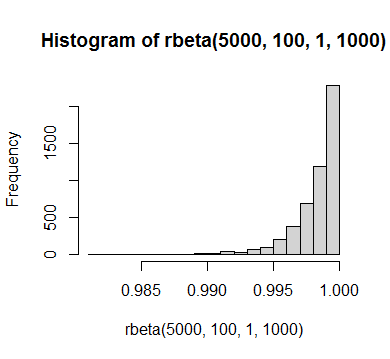 Histogram of rbeta(5000, 100, 1, 1000)
Frequency
1500
500
0
0.985 0.990 0.995 1.000
rbeta(5000, 100, 1, 1000)